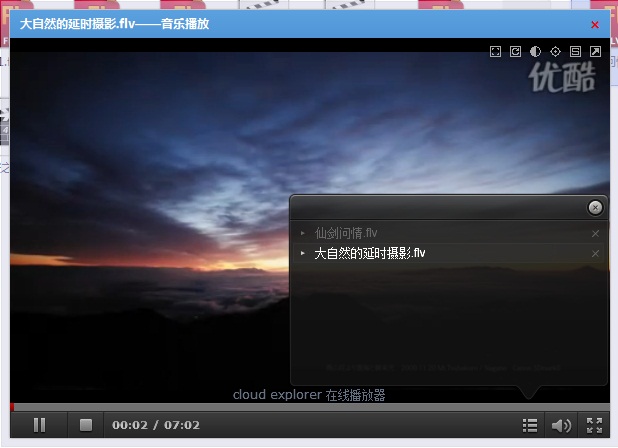 大自然的延时摄影.flv——音乐播放
优酷
仙剑问情.flv
大自然的延时摄影.flv
cloud explorer 在线播放器
00:02 / 07:02